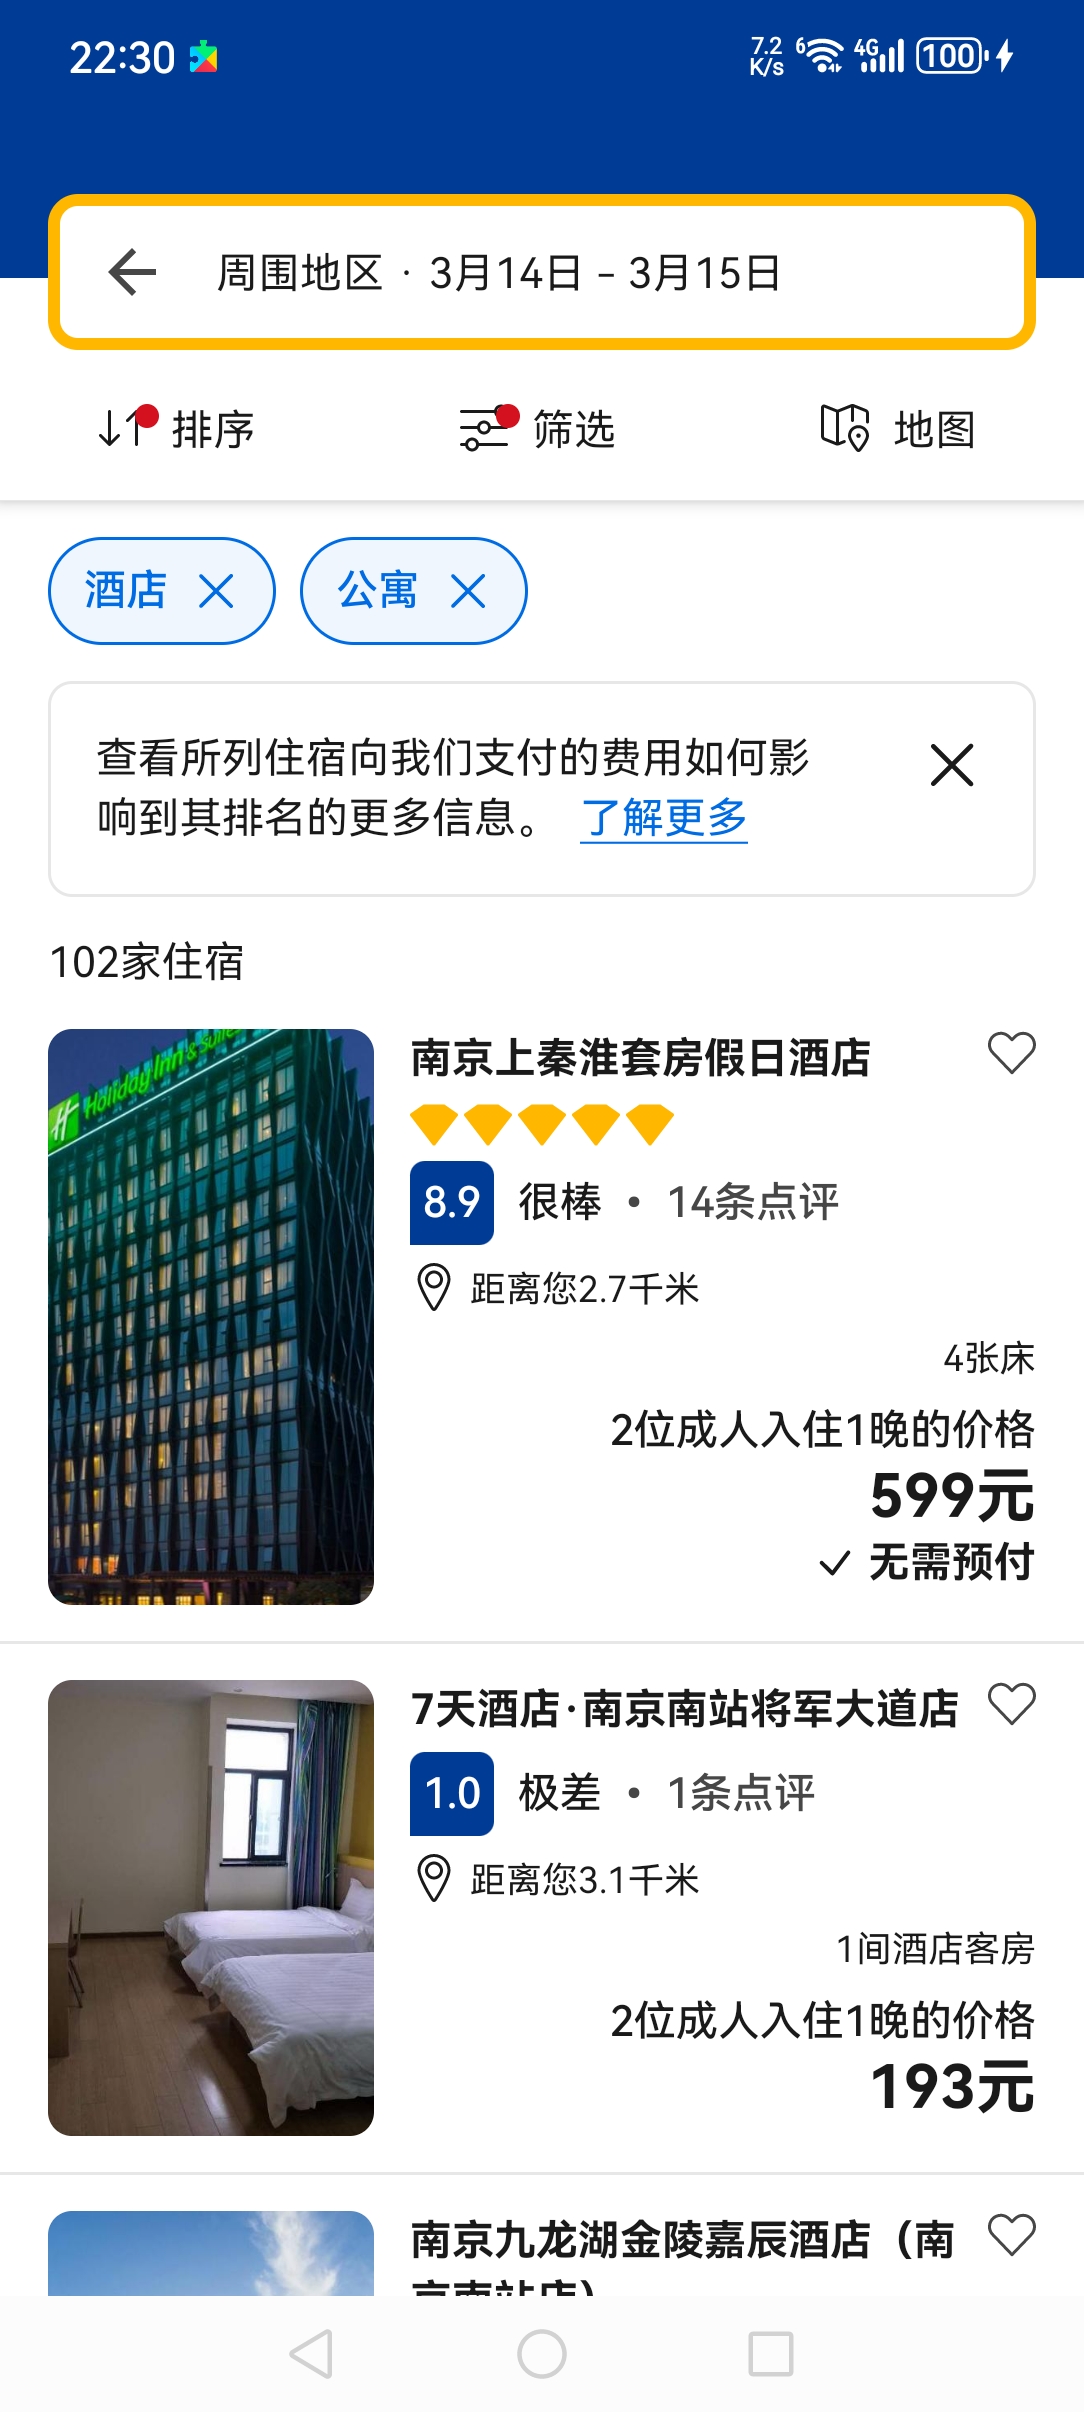 22:30
7.2 K/s 6 4G 100
周围地区 · 3月14日 – 3月15日
排序
筛选
地图
酒店
公寓
查看所列住宿向我们支付的费用如何影
响到其排名的更多信息。 了解更多
102家住宿
Holiday Inn & Suites
南京上秦淮套房假日酒店
8.9 很棒 • 14条点评
距离您2.7千米
4张床
2位成人入住1晚的价格
599元
无需预付
7天酒店·南京南站将军大道店
1.0 极差 • 1条点评
距离您3.1千米
1间酒店客房
2位成人入住1晚的价格
193元
南京九龙湖金陵嘉辰酒店（南
京南站店）